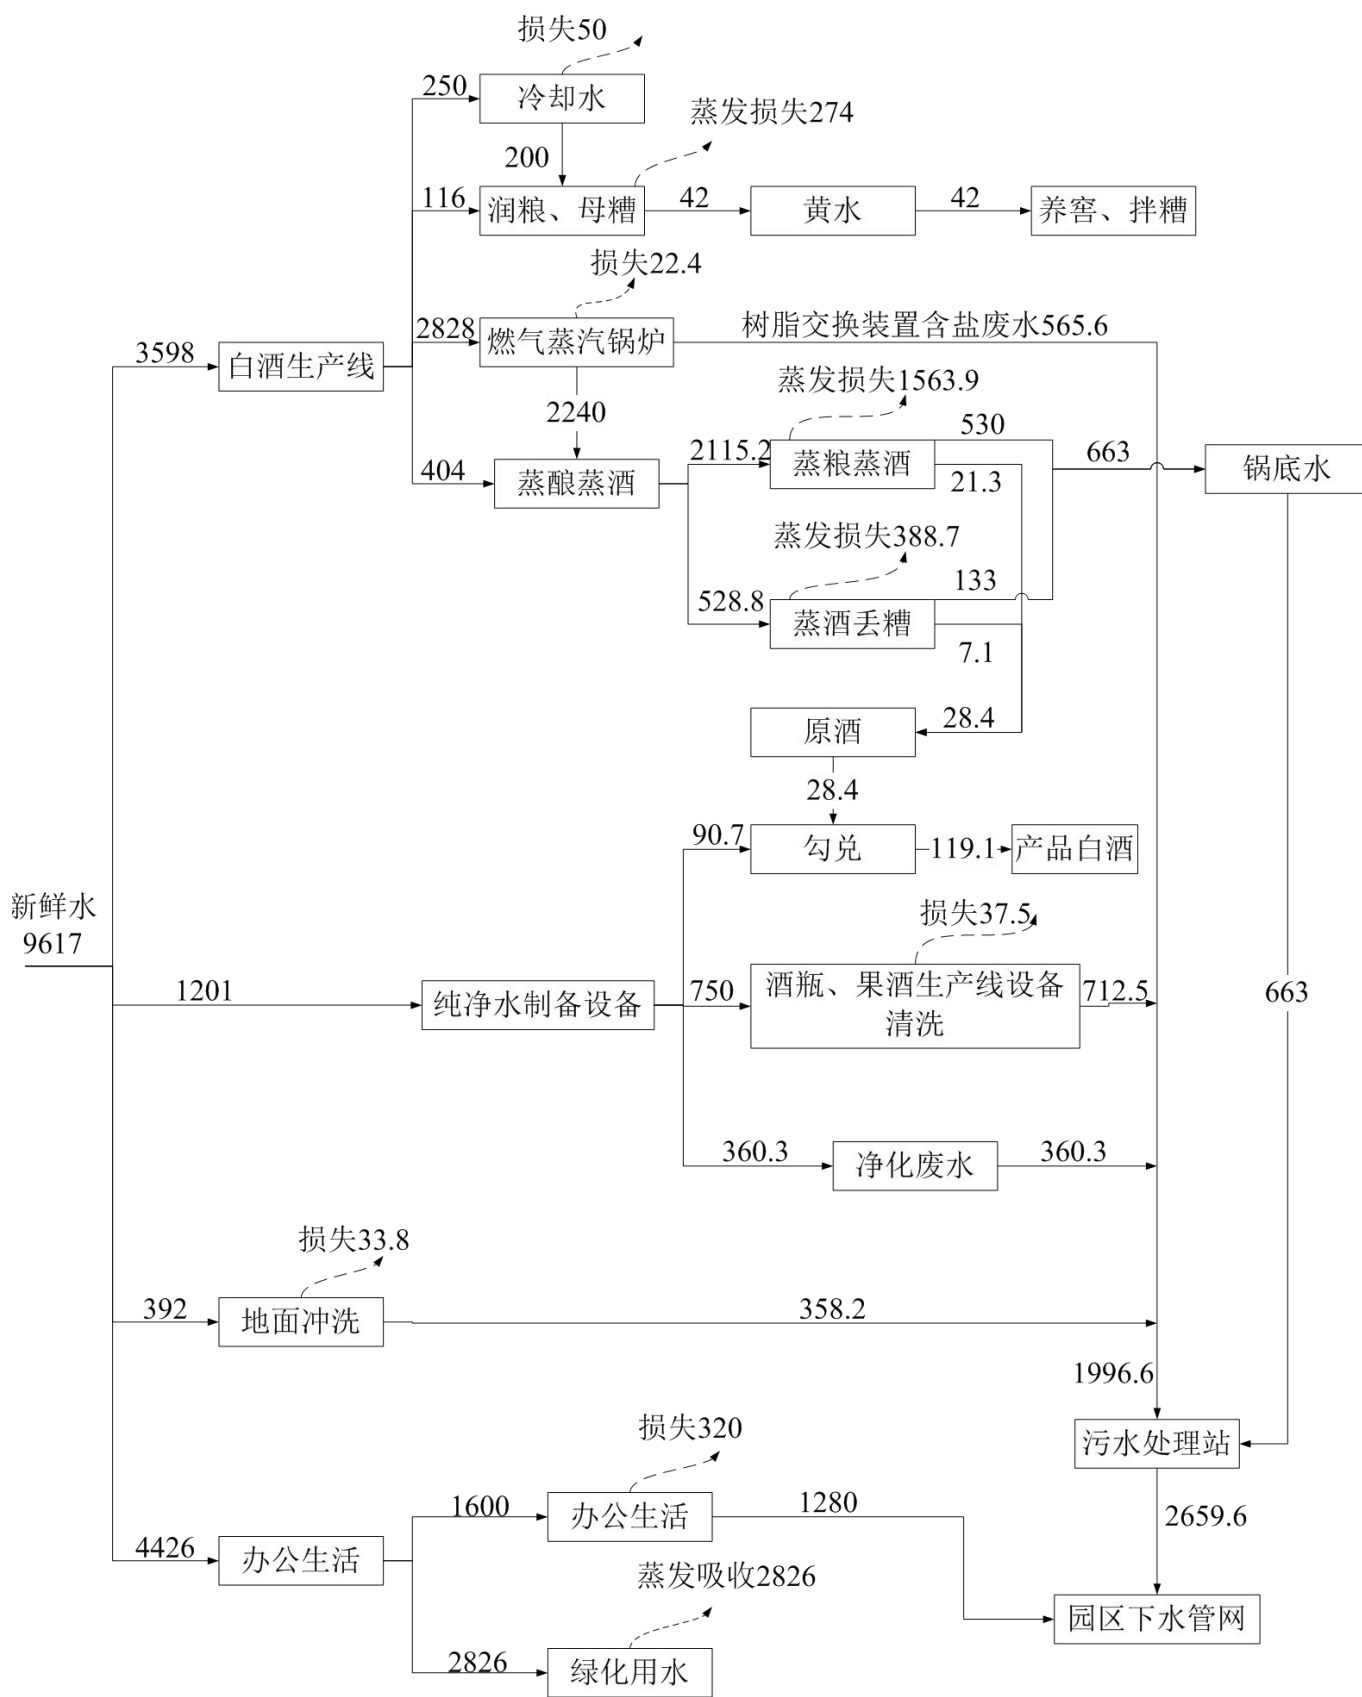 损失50
250
冷却水
蒸发损失274
200
116
润粮、母糟
42
黄水
42
养窖、拌糟
损失22.4
2828
燃气蒸汽锅炉
树脂交换装置含盐废水565.6
3598
白酒生产线
蒸发损失1563.9
2240
530
2115.2
蒸粮蒸酒
663
锅底水
404
蒸酿蒸酒
21.3
蒸发损失388.7
133
528.8
蒸酒丢糟
7.1
原酒
28.4
28.4
90.7
勾兑
119.1
产品白酒
新鲜水
9617
损失37.5
1201
纯净水制备设备
750
酒瓶、果酒生产线设备
清洗
712.5
663
360.3
净化废水
360.3
损失33.8
392
地面冲洗
358.2
1996.6
损失320
污水处理站
1600
办公生活
1280
2659.6
4426
办公生活
蒸发吸收2826
园区下水管网
2826
绿化用水